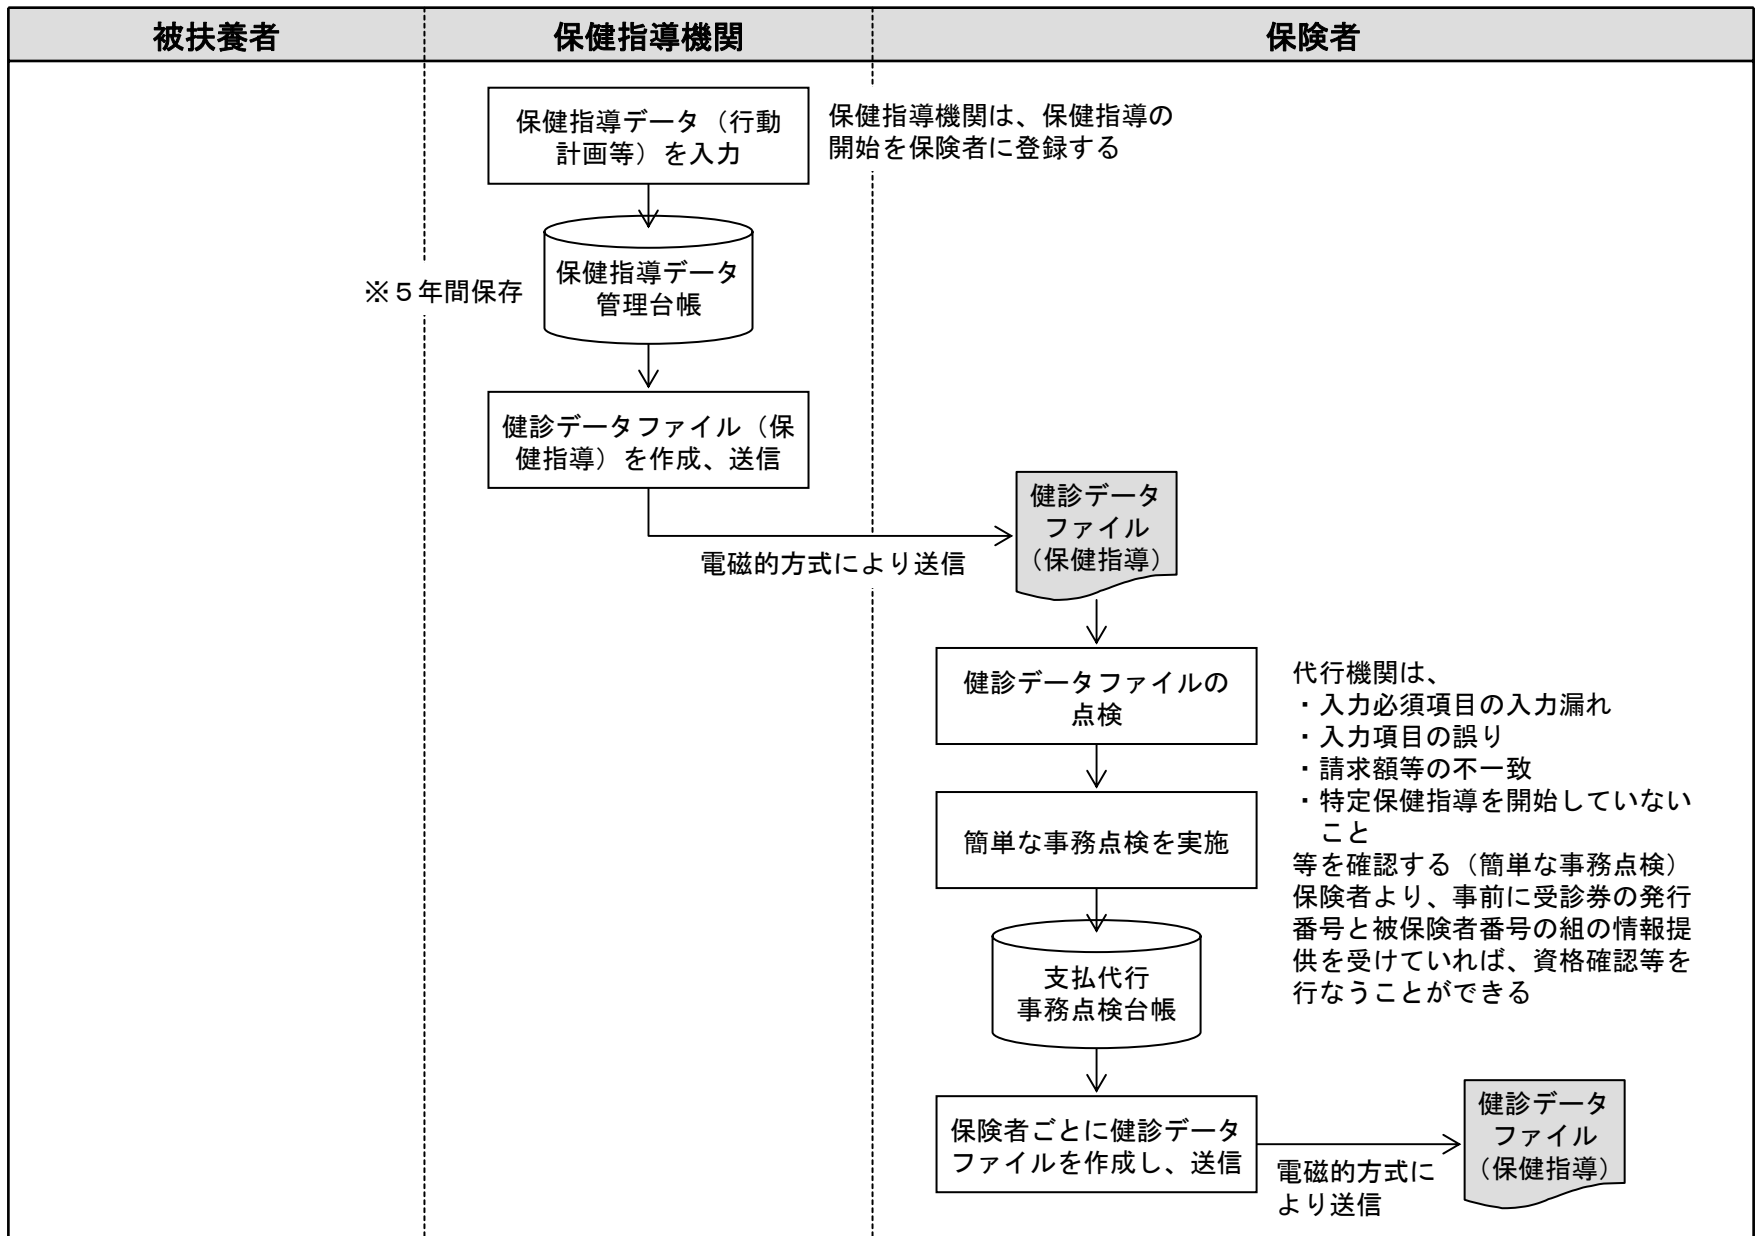 被扶養者
保健指導機関
保険者
保健指導データ（行動
計画等）を入力
保健指導機関は、保健指導の
開始を保険者に登録する
※５年間保存
保健指導データ
管理台帳
健診データファイル（保
健指導）を作成、送信
電磁的方式により送信
健診データ
ファイル
（保健指導）
健診データファイルの
点検
簡単な事務点検を実施
代行機関は、
・入力必須項目の入力漏れ
・入力項目の誤り
・請求額等の不一致
・特定保健指導を開始していない
こと
等を確認する（簡単な事務点検）
保険者より、事前に受診券の発行
番号と被保険者番号の組の情報提
供を受けていれば、資格確認等を
行なうことができる
支払代行
事務点検台帳
保険者ごとに健診データ
ファイルを作成し、送信
電磁的方式に
より送信
健診データ
ファイル
（保健指導）